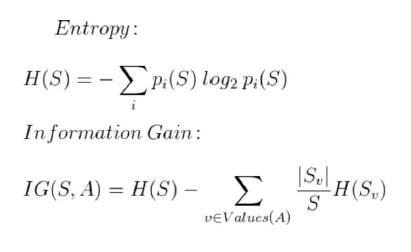 Entropy :
H(S) = − ∑_i p_i(S) log_2 p_i(S)
Information Gain :
IG(S, A) = H(S) − ∑_{v∈Values(A)} |S_v|/S H(S_v)